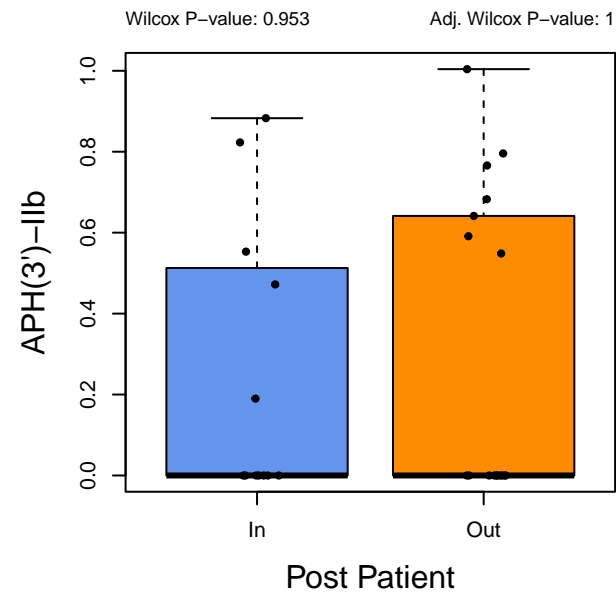 Wilcox P−value: 0.953
Adj. Wilcox P−value: 1
APH(3')−IIb
1.0
0.8
0.6
0.4
0.2
0.0
In
Out
Post Patient